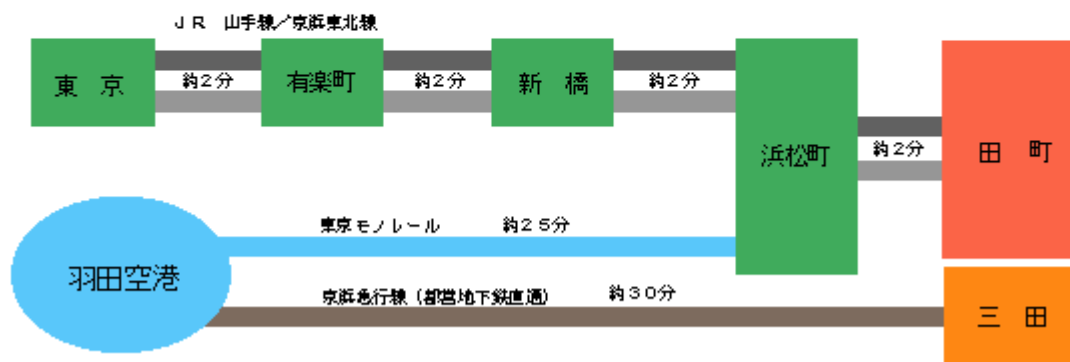 ＪＲ　山手線／京浜東北線
東　京
約２分
有楽町
約２分
新　橋
約２分
浜松町
約２分
田　町
東京モノレール　約２５分
羽田空港
京浜急行線（都営地下鉄直通）　約３０分
三　田